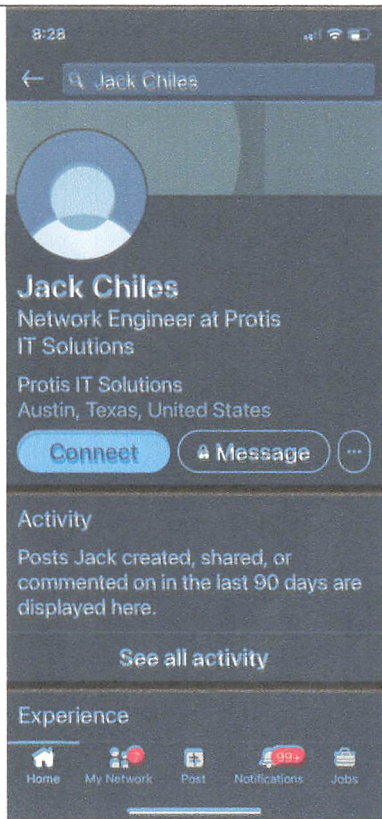 8:28
Jack Chiles
Jack Chiles
Network Engineer at Protis
IT Solutions
Protis IT Solutions
Austin, Texas, United States
Connect
Message
Activity
Posts Jack created, shared, or
commented on in the last 90 days are
displayed here.
See all activity
Experience
99+
Home My Network Post Notifications Jobs